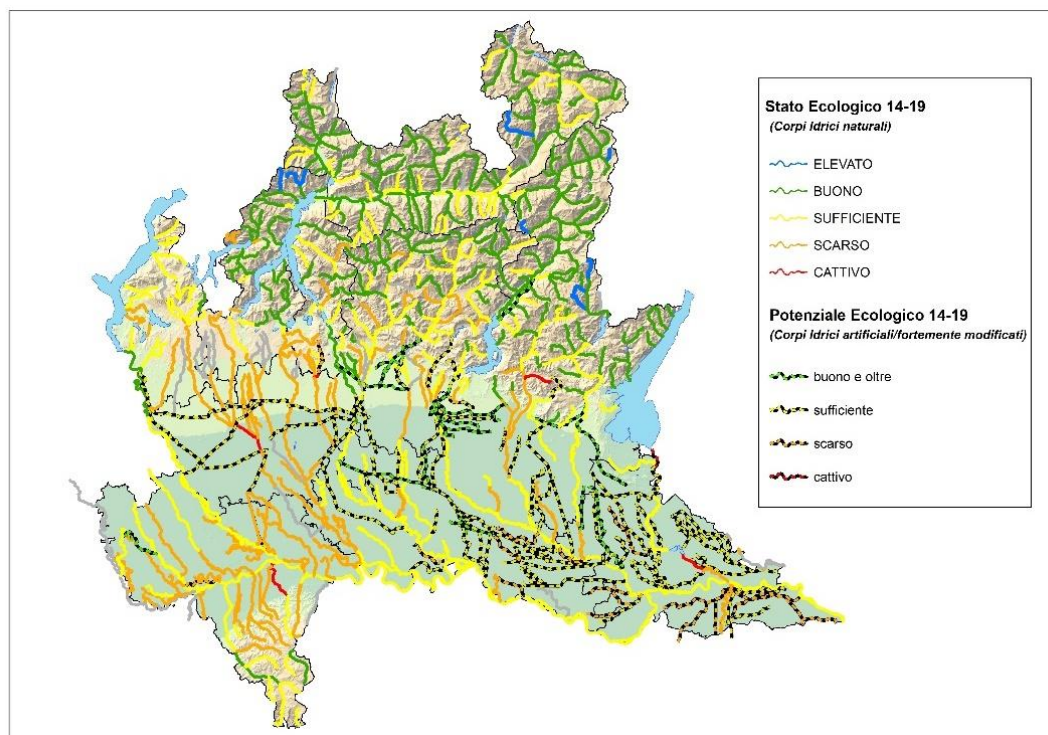 Stato Ecologico 14-19
(Corpi Idrici naturali)
ELEVATO
BUONO
SUFFICIENTE
SCARSO
CATTIVO
Potenziale Ecologico 14-19
(Corpi Idrici artificiali/fortemente modificati)
buono e oltre
sufficiente
scarso
cattivo